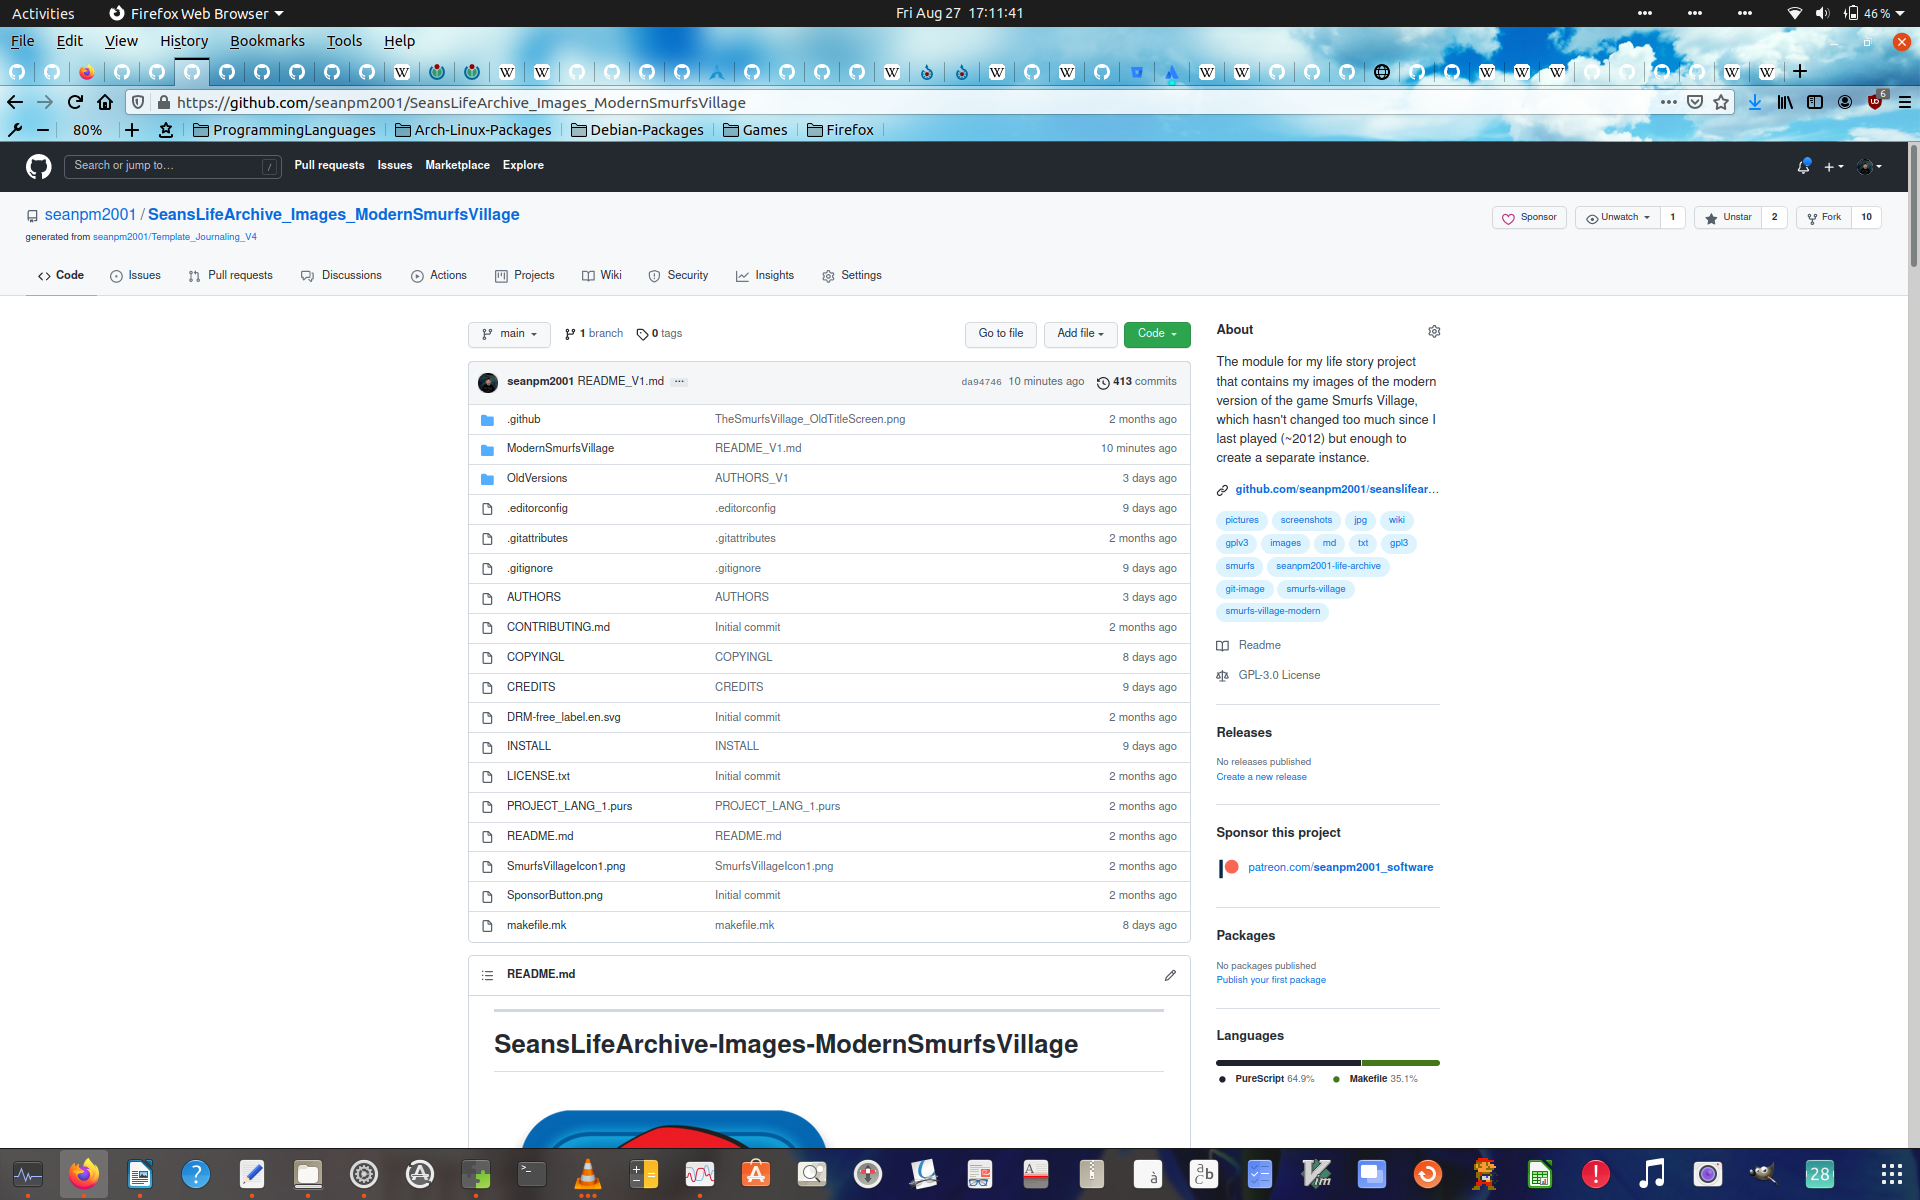 Activities
Firefox Web Browser
Fri Aug 27 17:11:41
46 %
File Edit View History Bookmarks Tools Help
https://github.com/seanpm2001/SeansLifeArchive_Images_ModernSmurfsVillage
6
80%
ProgrammingLanguages
Arch-Linux-Packages
Debian-Packages
Games
Firefox
Search or jump to…
/
Pull requests Issues Marketplace Explore
seanpm2001 / SeansLifeArchive_Images_ModernSmurfsVillage
generated from seanpm2001/Template_Journaling_V4
Sponsor
Unwatch 1
Unstar 2
Fork 10
Code Issues Pull requests Discussions Actions Projects Wiki Security Insights Settings
main
1 branch
0 tags
Go to file
Add file
Code
seanpm2001 README_V1.md ···
da94746 10 minutes ago 413 commits
.github TheSmurfsVillage_OldTitleScreen.png 2 months ago
ModernSmurfsVillage README_V1.md 10 minutes ago
OldVersions AUTHORS_V1 3 days ago
.editorconfig .editorconfig 9 days ago
.gitattributes .gitattributes 2 months ago
.gitignore .gitignore 9 days ago
AUTHORS AUTHORS 3 days ago
CONTRIBUTING.md Initial commit 2 months ago
COPYINGL COPYINGL 8 days ago
CREDITS CREDITS 9 days ago
DRM-free_label.en.svg Initial commit 2 months ago
INSTALL INSTALL 9 days ago
LICENSE.txt Initial commit 2 months ago
PROJECT_LANG_1.purs PROJECT_LANG_1.purs 2 months ago
README.md README.md 2 months ago
SmurfsVillageIcon1.png SmurfsVillageIcon1.png 2 months ago
SponsorButton.png Initial commit 2 months ago
makefile.mk makefile.mk 8 days ago
README.md
SeansLifeArchive-Images-ModernSmurfsVillage
About
The module for my life story project
that contains my images of the modern
version of the game Smurfs Village,
which hasn't changed too much since I
last played (~2012) but enough to
create a separate instance.
github.com/seanpm2001/seanslifear…
pictures screenshots jpg wiki
gplv3 images md txt gpl3
smurfs seanpm2001-life-archive
git-image smurfs-village
smurfs-village-modern
Readme
GPL-3.0 License
Releases
No releases published
Create a new release
Sponsor this project
patreon.com/seanpm2001_software
Packages
No packages published
Publish your first package
Languages
PureScript 64.9% Makefile 35.1%
28